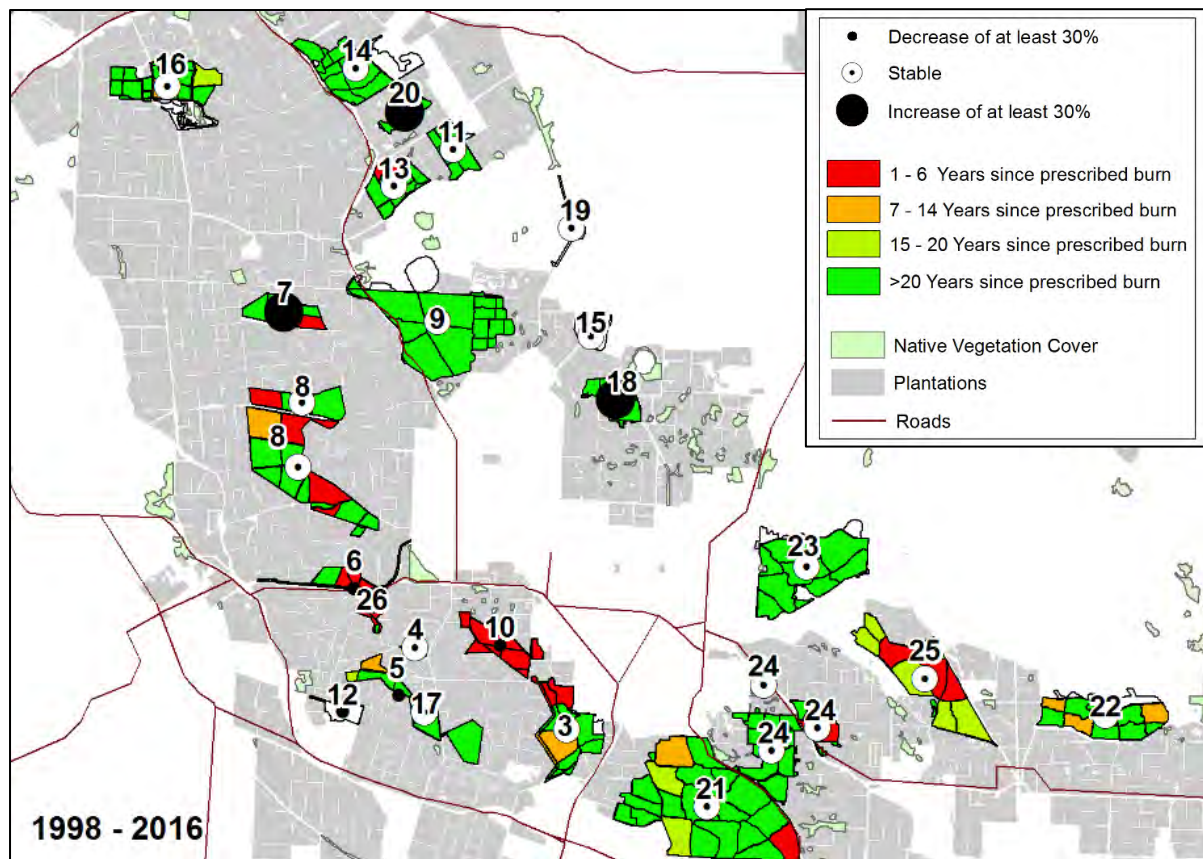 Decrease of at least 30%
Stable
Increase of at least 30%
1 - 6 Years since prescribed burn
7 - 14 Years since prescribed burn
15 - 20 Years since prescribed burn
>20 Years since prescribed burn
Native Vegetation Cover
Plantations
Roads
16
14
20
11
13
19
7
9
15
18
8
8
6
26
4
10
5
12
17
3
23
24
25
24
24
22
21
1998 - 2016